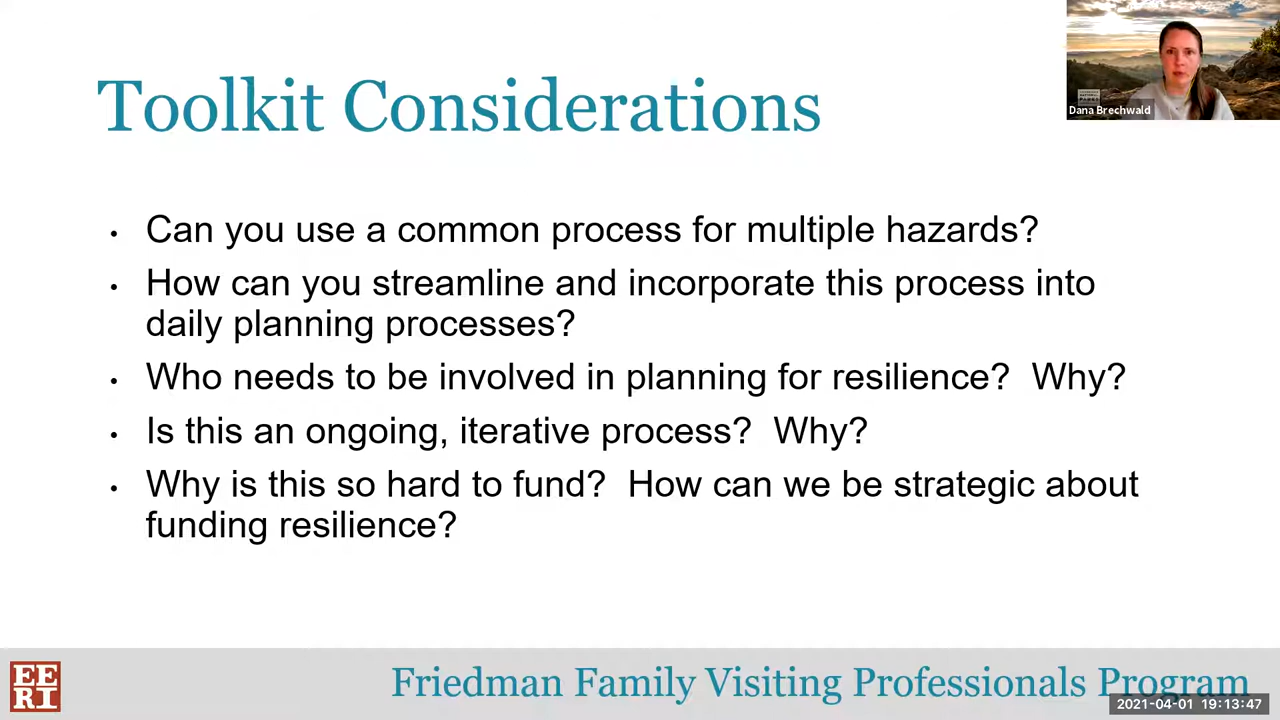 Toolkit Considerations
Dana Brechwald
• Can you use a common process for multiple hazards?
• How can you streamline and incorporate this process into
daily planning processes?
• Who needs to be involved in planning for resilience?  Why?
• Is this an ongoing, iterative process?  Why?
• Why is this so hard to fund?  How can we be strategic about
funding resilience?
EE
RI
Friedman Family Visiting Professionals Program
2021-04-01 19:13:47